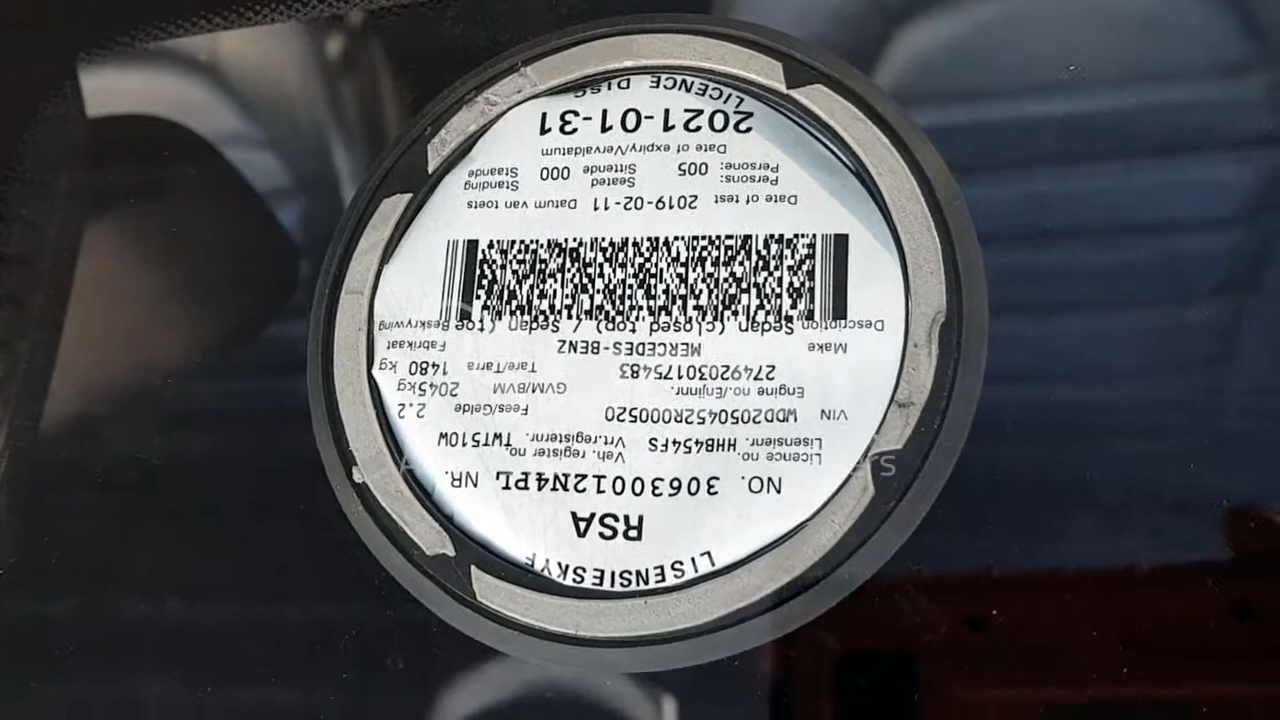 LISENSIESKYF
RSA
NO. 30630012N4PL NR.
Licence no. Lisensienr. HHB454FS Veh. register no. Vrt.registernr. TWT510W
VIN WDD2050452R000520 Fees/Gelde 2.2
Engine no./Enjinnr. 27492030175483 GVM/BVM 2045kg
Tare/Tarra 1480 kg
Make MERCEDES-BENZ Fabrikaat
Description Sedan (closed top) / Sedan (toe Beskrywing
Date of test 2019-02-11 Datum van toets
Persons: Persone: 005 Seated Sittende 000 Standing Staande
Date of expiry/Vervaldatum
2021-01-31
LICENCE DISC